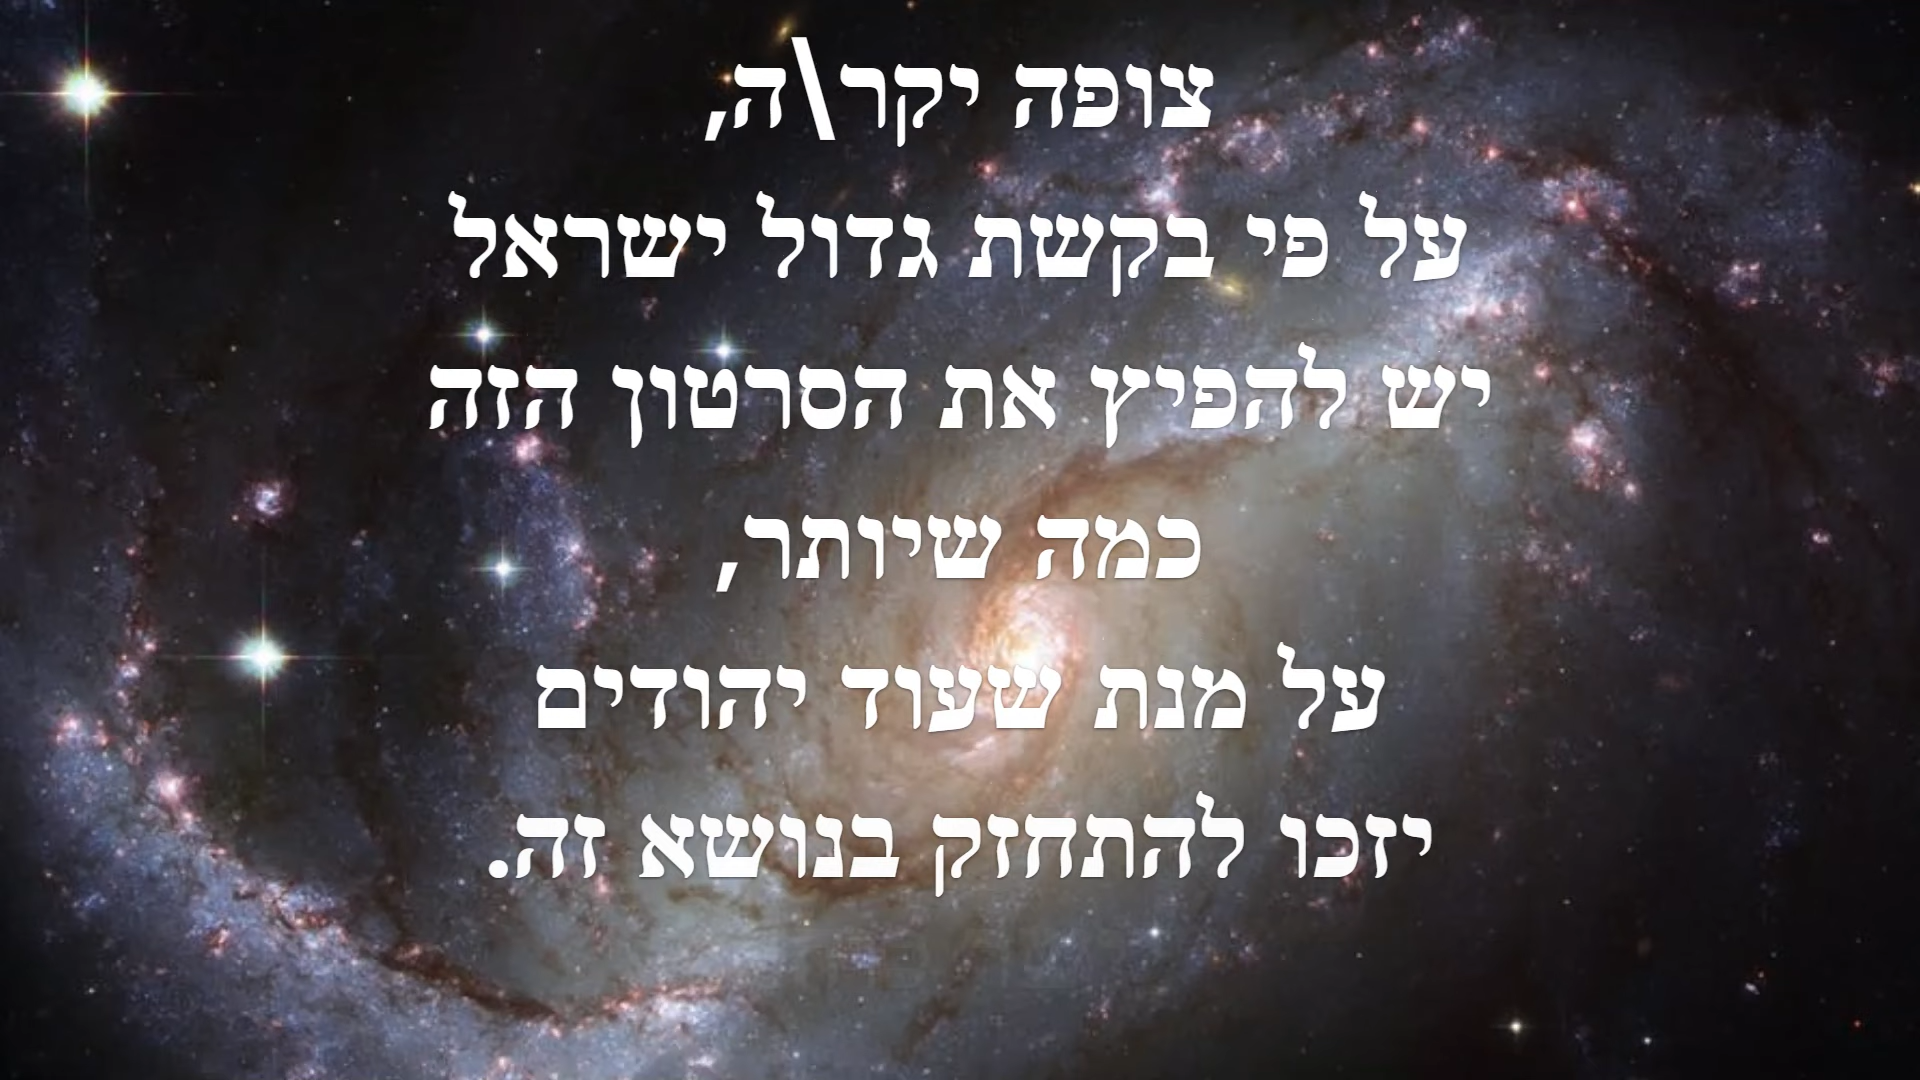 צופה יקר\ה,
על פי בקשת גדול ישראל
יש להפיץ את הסרטון הזה
כמה שיותר,
על מנת שעוד יהודים
יזכו להתחזק בנושא זה.